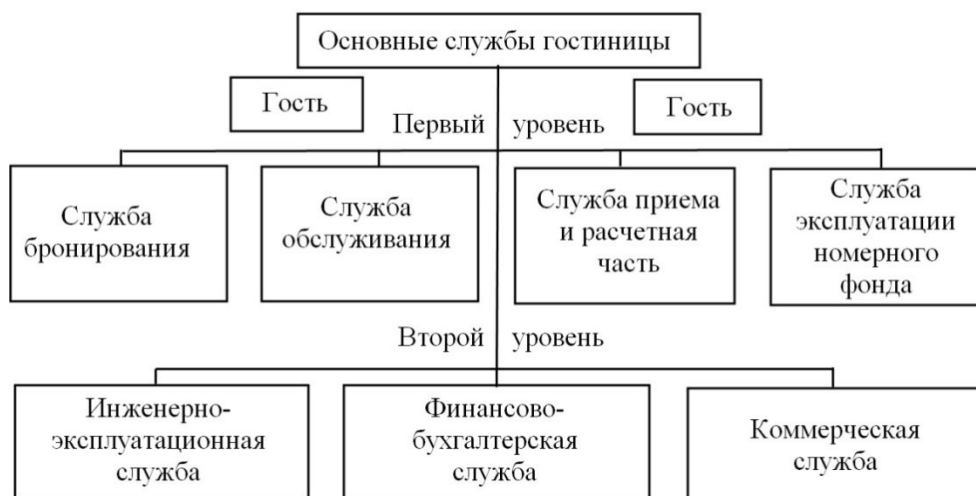 Основные службы гостиницы
Гость
Гость
Первый уровень
Служба
бронирования
Служба
обслуживания
Служба приема
и расчетная
часть
Служба
эксплуатации
номерного
фонда
Второй уровень
Инженерно-
эксплуатационная
служба
Финансово-
бухгалтерская
служба
Коммерческая
служба